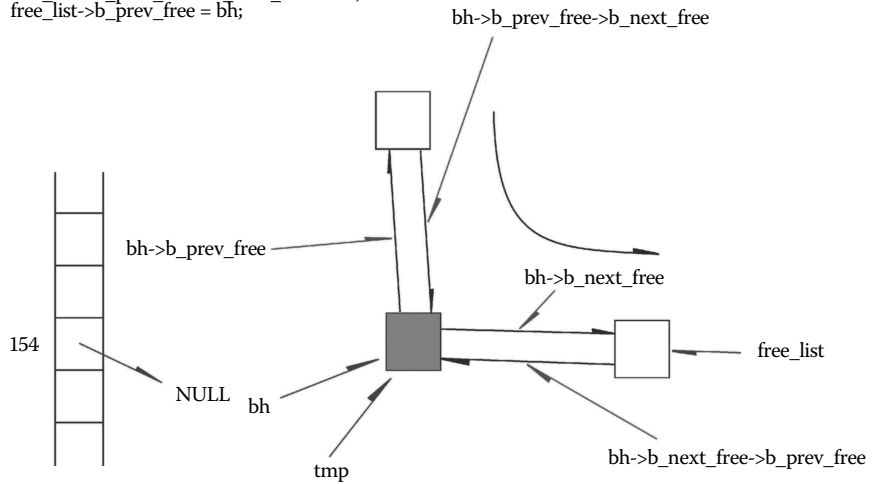 free_list->b_prev_free = bh;
bh->b_prev_free->b_next_free
bh->b_prev_free
bh->b_next_free
154
free_list
NULL
bh
tmp
bh->b_next_free->b_prev_free